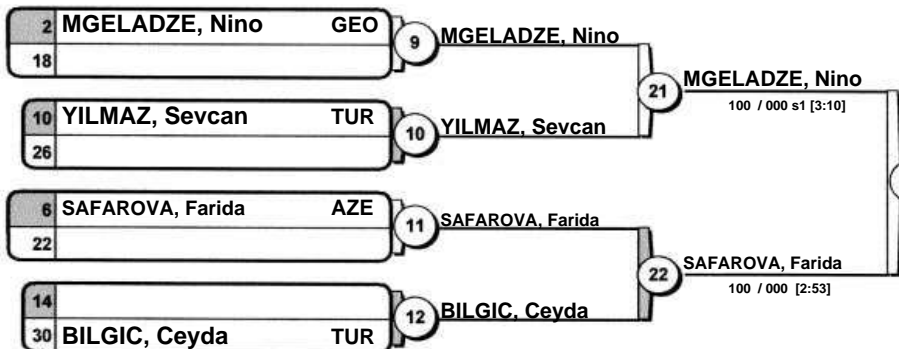 2 MGELADZE, Nino GEO
18
9 MGELADZE, Nino
10 YILMAZ, Sevcan TUR
26
10 YILMAZ, Sevcan
21 MGELADZE, Nino
100 / 000 s1 [3:10]
6 SAFAROVA, Farida AZE
22
11 SAFAROVA, Farida
14
30 BILGIC, Ceyda TUR
12 BILGIC, Ceyda
22 SAFAROVA, Farida
100 / 000 [2:53]